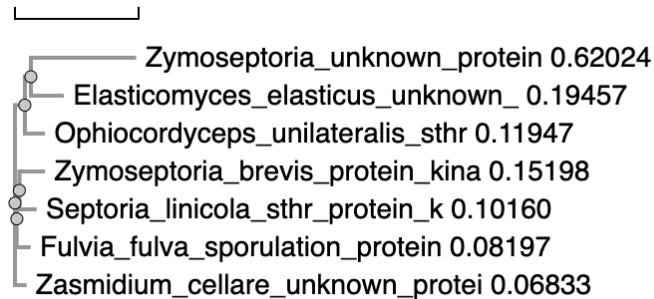 Zymoseptoria_unknown_protein 0.62024
Elasticomyces_elasticus_unknown_ 0.19457
Ophiocordyceps_unilateralis_sthr 0.11947
Zymoseptoria_brevis_protein_kina 0.15198
Septoria_linicola_sthr_protein_k 0.10160
Fulvia_fulva_sporulation_protein 0.08197
Zasmidium_cellare_unknown_protei 0.06833